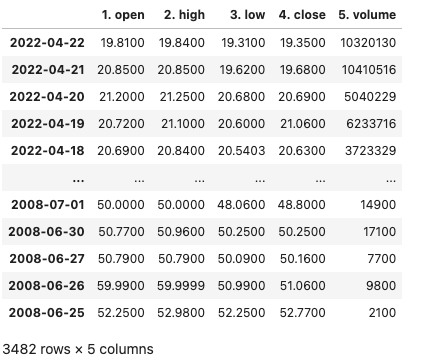 1. open 2. high 3. low 4. close 5. volume
2022-04-22 19.8100 19.8400 19.3100 19.3500 10320130
2022-04-21 20.8500 20.8500 19.6200 19.6800 10410516
2022-04-20 21.2000 21.2500 20.6800 20.6900 5040229
2022-04-19 20.7200 21.1000 20.6000 21.0600 6233716
2022-04-18 20.6900 20.8400 20.5403 20.6300 3723329
... ... ... ... ... ...
2008-07-01 50.0000 50.0000 48.0600 48.8000 14900
2008-06-30 50.7700 50.9600 50.2500 50.2500 17100
2008-06-27 50.7900 50.7900 50.0900 50.1600 7700
2008-06-26 59.9900 59.9999 50.9900 51.0600 9800
2008-06-25 52.2500 52.9800 52.2500 52.7700 2100
3482 rows × 5 columns